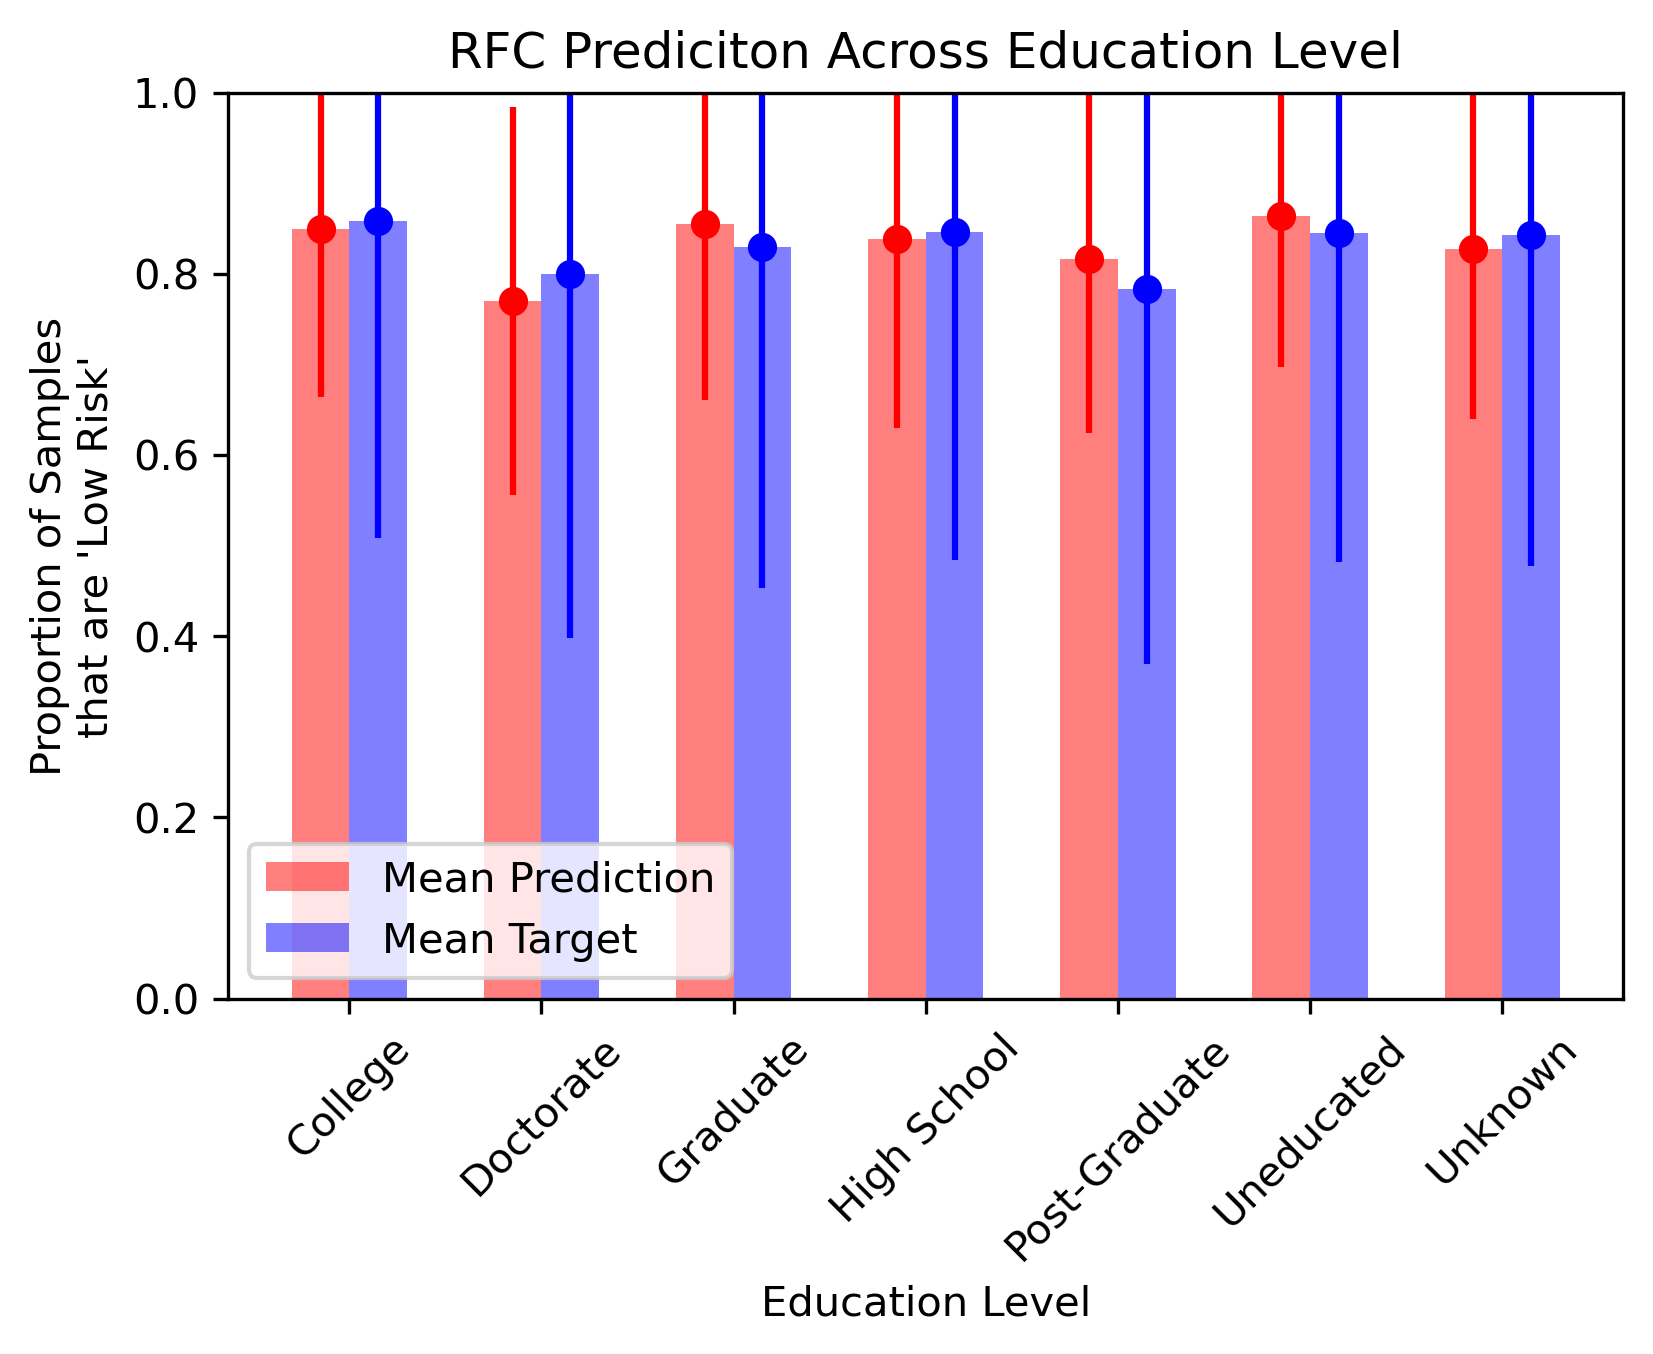 RFC Prediciton Across Education Level
1.0
0.8
0.6
0.4
0.2
0.0
Proportion of Samples
that are 'Low Risk'
Mean Prediction
Mean Target
College
Doctorate
Graduate
High School
Post-Graduate
Uneducated
Unknown
Education Level